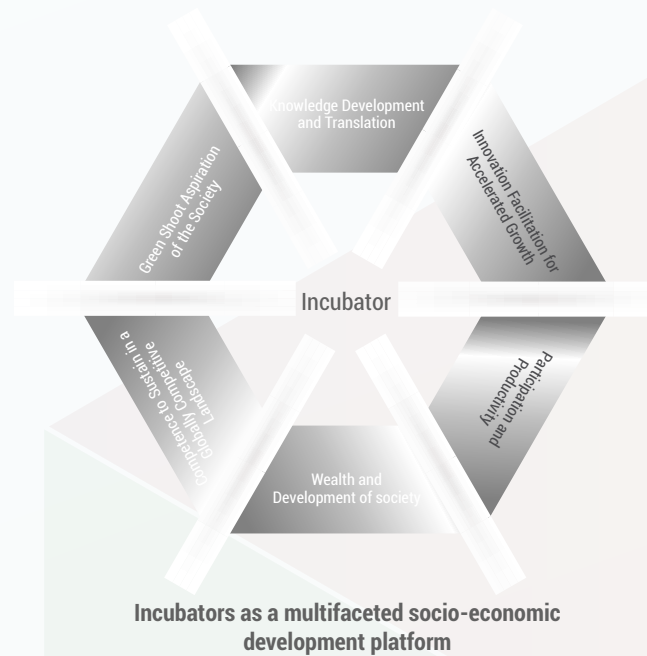 Knowledge Development
and Translation
Innovation Facilitation for
Accelerated Growth
Participation and
Productivity
Wealth and
Development of society
Competence to Sustain in a
Globally Competitive
Landscape
Green Shoot Aspiration
of the Society
Incubator
Incubators as a multifaceted socio-economic
development platform